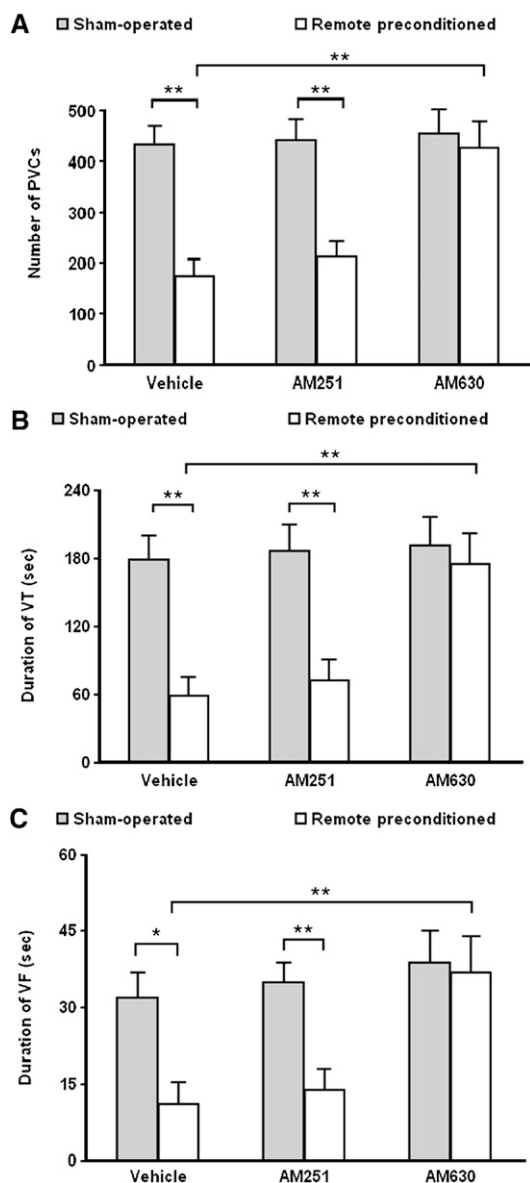 A
Sham-operated Remote preconditioned
**
** **
500
400
300
200
100
0
Number of PVCs
Vehicle AM251 AM630
B
Sham-operated Remote preconditioned
**
** **
240
180
120
60
0
Duration of VT (sec)
Vehicle AM251 AM630
C
Sham-operated Remote preconditioned
60
**
* **
45
30
15
0
Duration of VF (sec)
Vehicle AM251 AM630